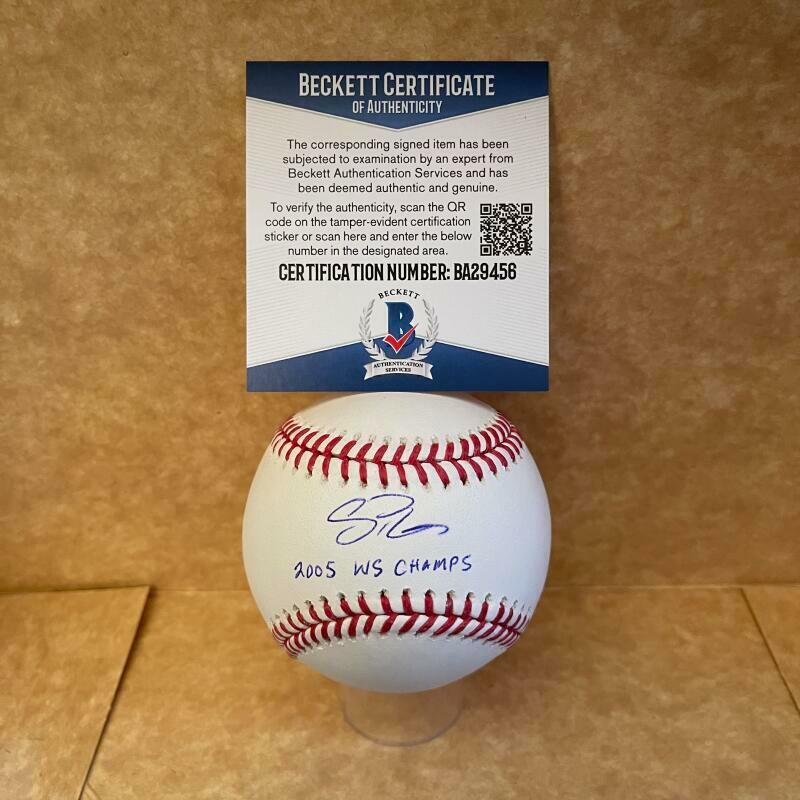 BECKETT CERTIFICATE
OF AUTHENTICITY
The corresponding signed item has been
subjected to examination by an expert from
Beckett Authentication Services and has
been deemed authentic and genuine.
To verify the authenticity, scan the QR
code on the tamper-evident certification
sticker or scan here and enter the below
number in the designated area.
CERTIFICATION NUMBER: BA29456
BECKETT
B
AUTHENTICATION
SERVICES
2005 WS CHAMPS